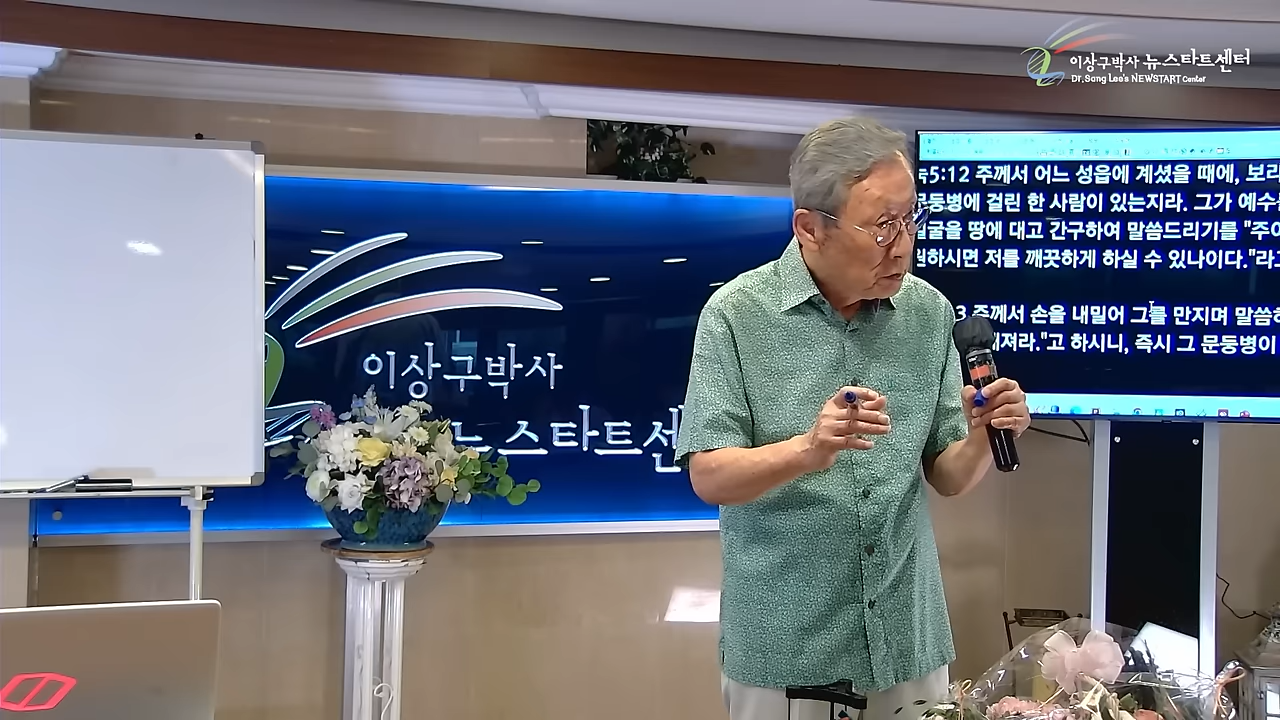 이상구박사 뉴스타트센터
Dr. Sang Lee's NEWSTART Center
5:12 주께서 어느 성읍에 계셨을 때에, 보라
문둥병에 걸린 한 사람이 있는지라. 그가 예수
얼굴을 땅에 대고 간구하여 말씀드리기를 "주여
원하시면 저를 깨끗하게 하실 수 있나이다."라고
3 주께서 손을 내밀어 그를 만지며 말씀하
해져라."고 하시니, 즉시 그 문둥병이
이상구박사
뉴스타트센